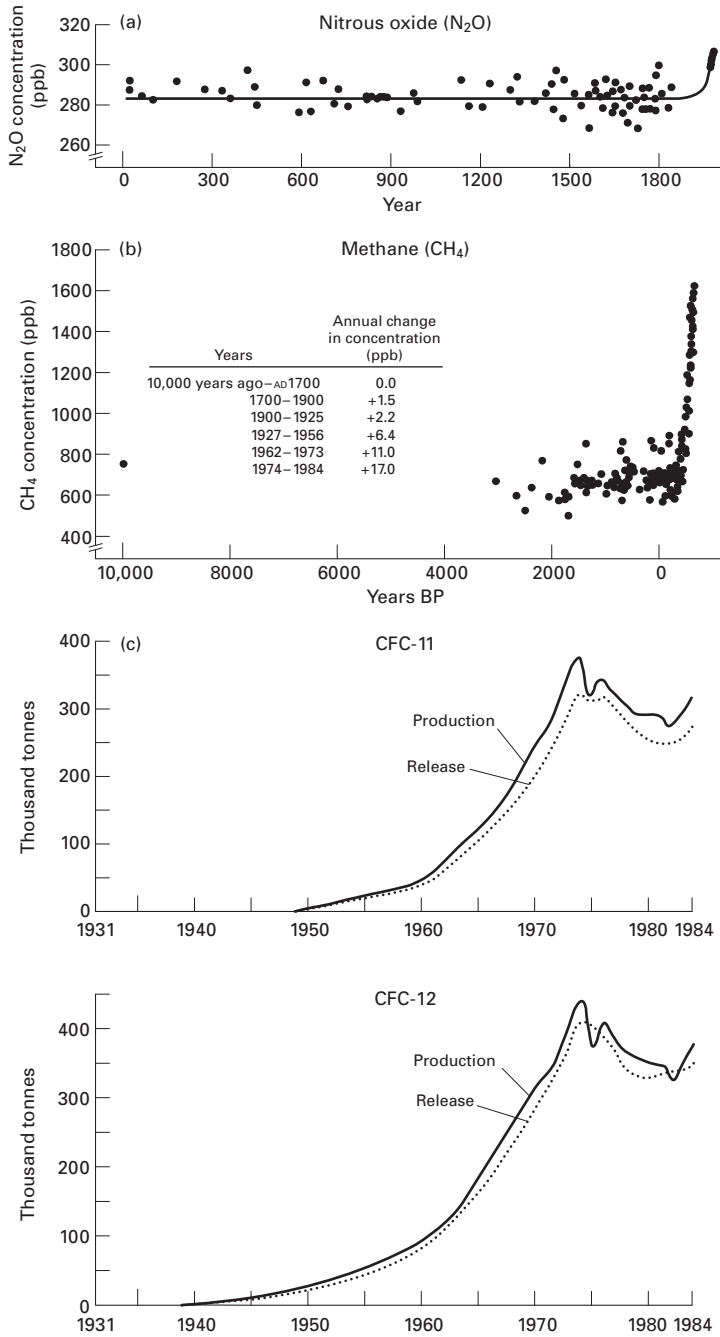 (a)
Nitrous oxide (N₂O)
N₂O concentration
(ppb)
320
300
280
260
0 300 600 900 1200 1500 1800
Year
(b)
Methane (CH₄)
CH₄ concentration (ppb)
1800
1600
1400
1200
1000
800
600
400
Annual change
in concentration
Years (ppb)
10,000 years ago–AD1700 0.0
1700–1900 +1.5
1900–1925 +2.2
1927–1956 +6.4
1962–1973 +11.0
1974–1984 +17.0
10,000 8000 6000 4000 2000 0
Years BP
(c)
CFC-11
Thousand tonnes
400
300
200
100
0
Production
Release
1931 1940 1950 1960 1970 1980 1984
CFC-12
Thousand tonnes
400
300
200
100
0
Production
Release
1931 1940 1950 1960 1970 1980 1984